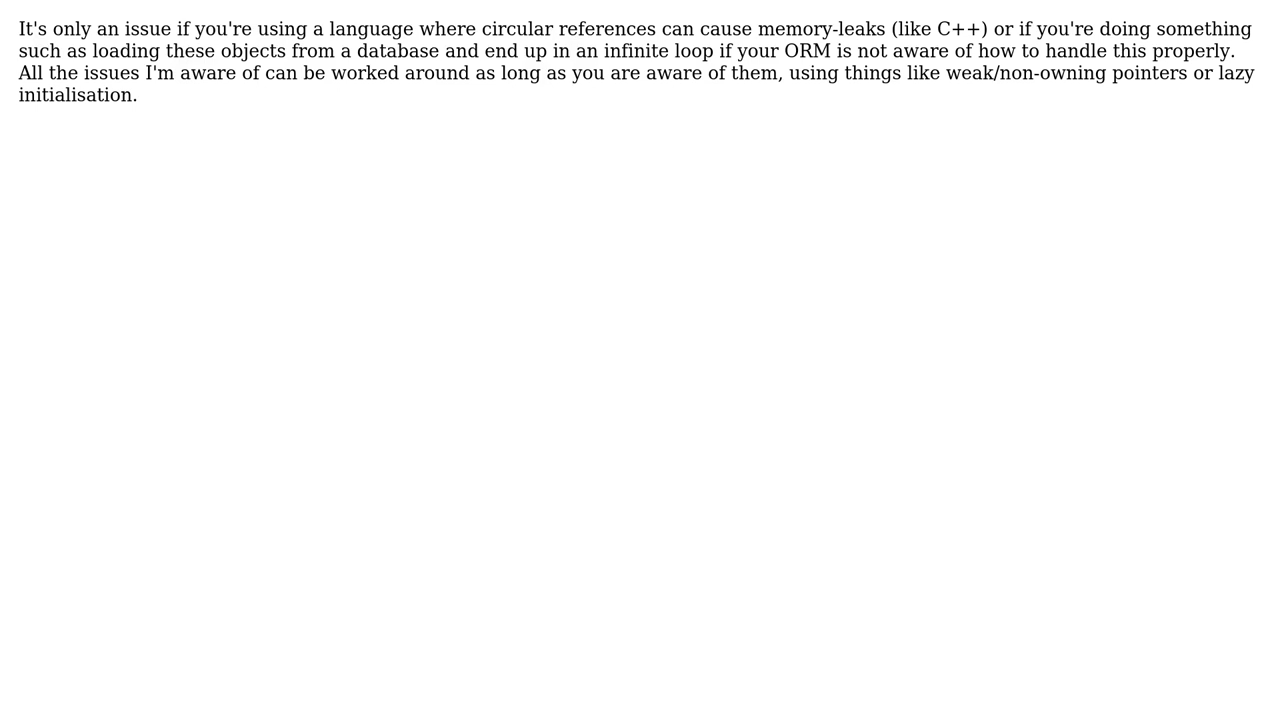 It's only an issue if you're using a language where circular references can cause memory-leaks (like C++) or if you're doing something
such as loading these objects from a database and end up in an infinite loop if your ORM is not aware of how to handle this properly.
All the issues I'm aware of can be worked around as long as you are aware of them, using things like weak/non-owning pointers or lazy
initialisation.